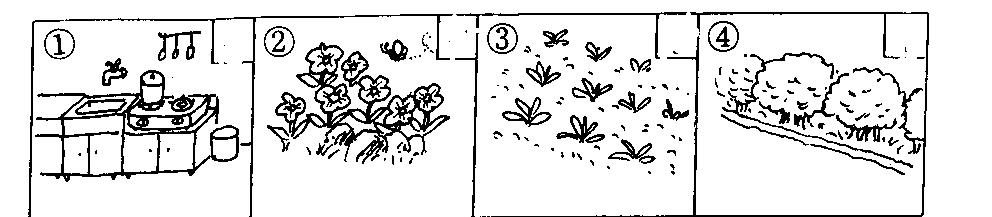 ① ② ③ ④